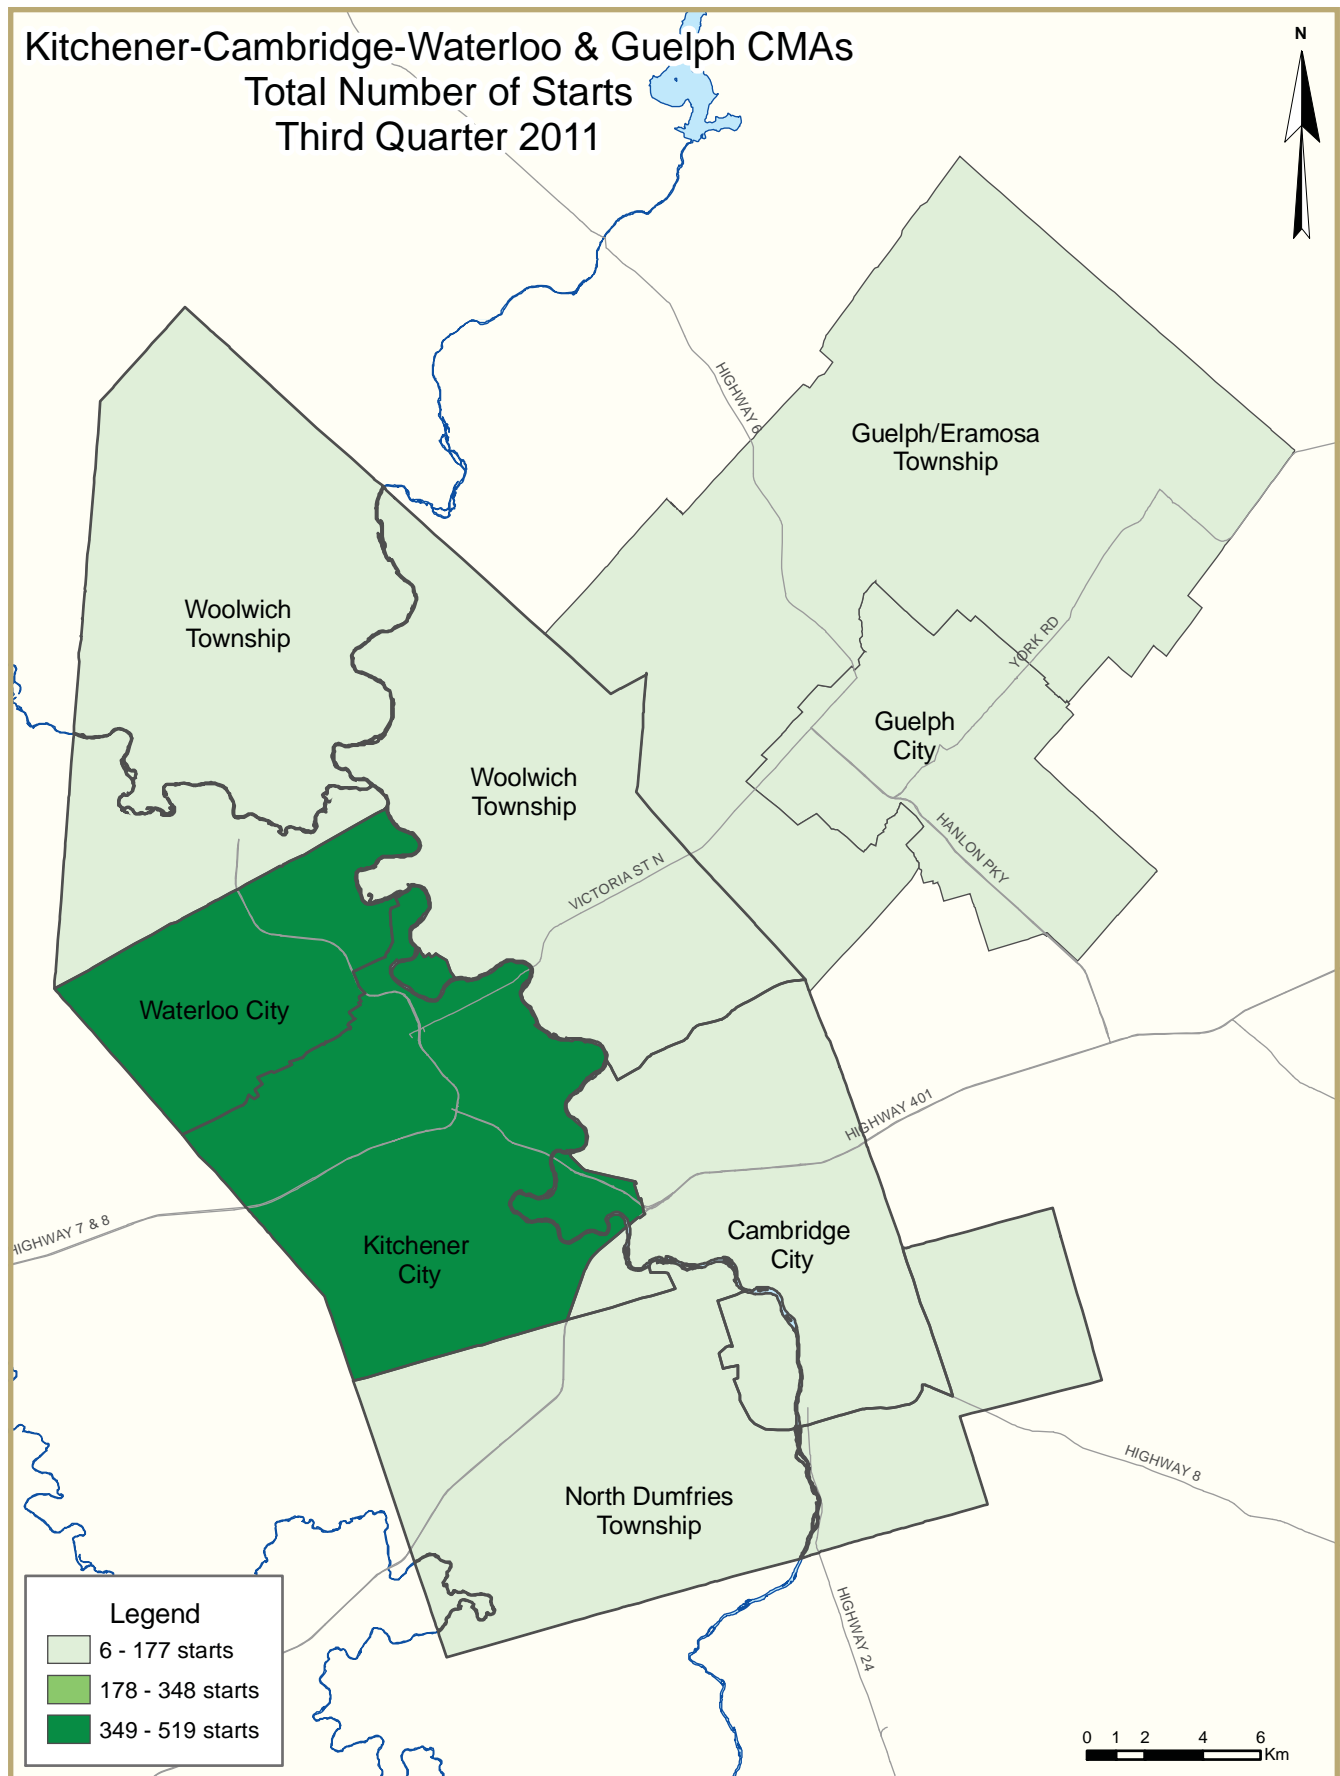 Kitchener-Cambridge-Waterloo & Guelph CMAs
Total Number of Starts
Third Quarter 2011
N
HIGHWAY 6
Guelph/Eramosa
Township
Woolwich
Township
YORK RD
Guelph
City
Woolwich
Township
HANLON PKY
VICTORIA ST N
Waterloo City
HIGHWAY 401
HIGHWAY 7 & 8
Kitchener
City
Cambridge
City
HIGHWAY 8
North Dumfries
Township
HIGHWAY 24
Legend
6 - 177 starts
178 - 348 starts
349 - 519 starts
0 1 2 4 6
Km